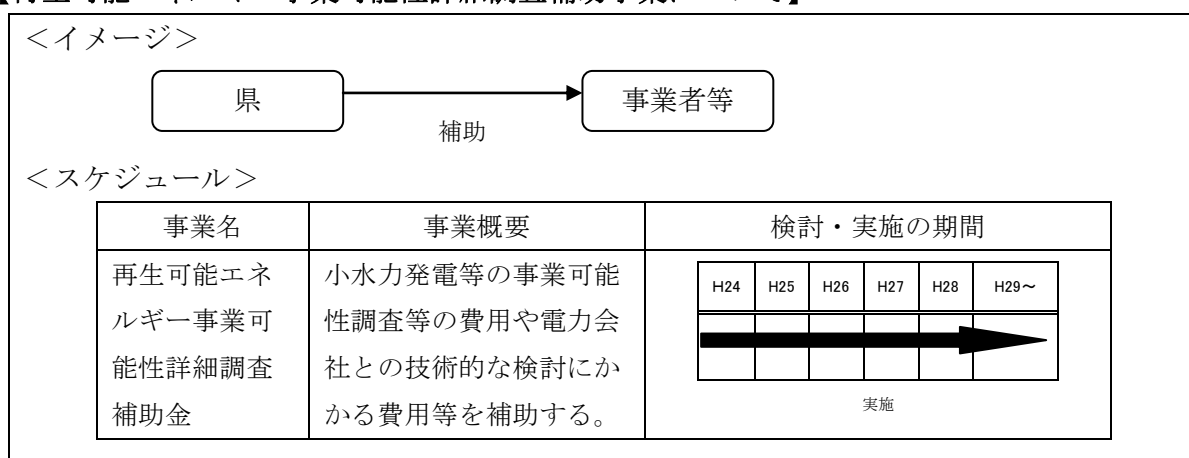 ＜イメージ＞
県
事業者等
補助
＜スケジュール＞
事業名
事業概要
検討・実施の期間
再生可能エネ
ルギー事業可
能性詳細調査
補助金
小水力発電等の事業可能
性調査等の費用や電力会
社との技術的な検討にか
かる費用等を補助する。
H24 H25 H26 H27 H28 H29～
実施